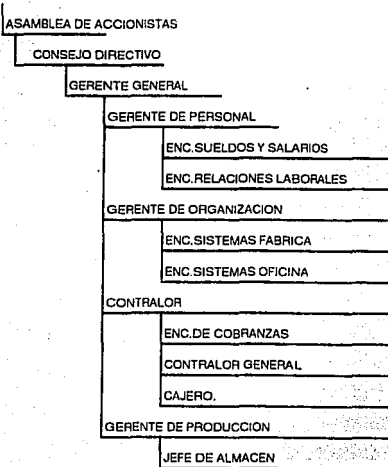 ASAMBLEA DE ACCIONISTAS
CONSEJO DIRECTIVO
GERENTE GENERAL
GERENTE DE PERSONAL
ENC.SUELDOS Y SALARIOS
ENC.RELACIONES LABORALES
GERENTE DE ORGANIZACION
ENC.SISTEMAS FABRICA
ENC.SISTEMAS OFICINA
CONTRALOR
ENC.DE COBRANZAS
CONTRALOR GENERAL
CAJERO.
GERENTE DE PRODUCCION
JEFE DE ALMACEN